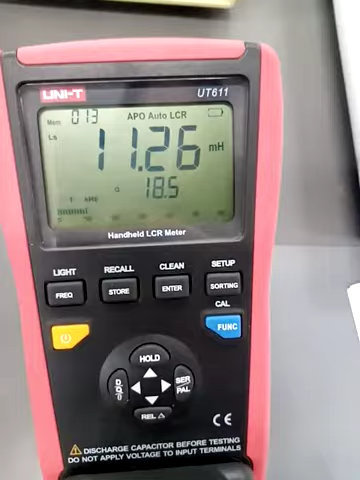 UNI-T UT611
Mem 013 APO Auto LCR
Ls 11.26 mH
Q 18.5
1 kHz
Handheld LCR Meter
LIGHT RECALL CLEAN SETUP
FREQ STORE ENTER SORTING
CAL
FUNC
HOLD
SER
PAL
REL △
CE
⚠ DISCHARGE CAPACITOR BEFORE TESTING
DO NOT APPLY VOLTAGE TO INPUT TERMINALS